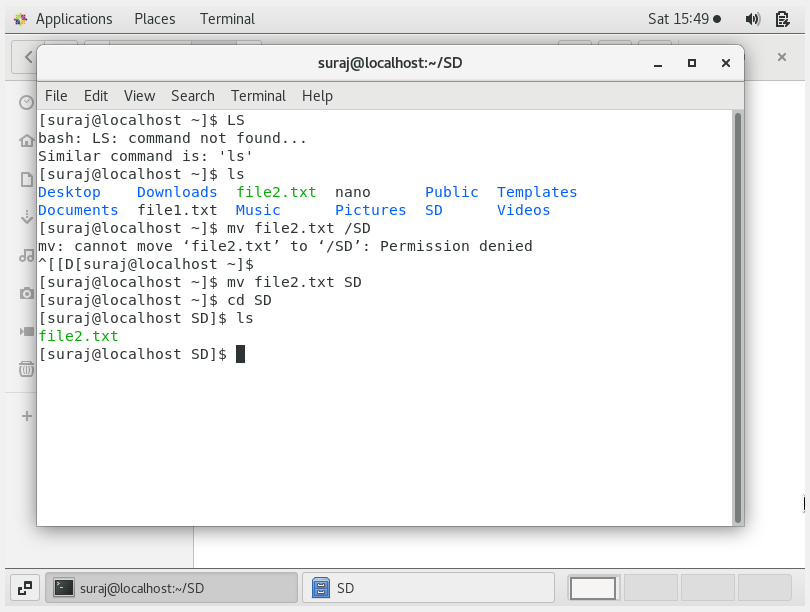 Applications Places Terminal Sat 15:49
suraj@localhost:~/SD
File Edit View Search Terminal Help
[suraj@localhost ~]$ LS
bash: LS: command not found...
Similar command is: 'ls'
[suraj@localhost ~]$ ls
Desktop Downloads file2.txt nano Public Templates
Documents file1.txt Music Pictures SD Videos
[suraj@localhost ~]$ mv file2.txt /SD
mv: cannot move ‘file2.txt’ to ‘/SD’: Permission denied
^[[D[suraj@localhost ~]$
[suraj@localhost ~]$ mv file2.txt SD
[suraj@localhost ~]$ cd SD
[suraj@localhost SD]$ ls
file2.txt
[suraj@localhost SD]$
suraj@localhost:~/SD SD